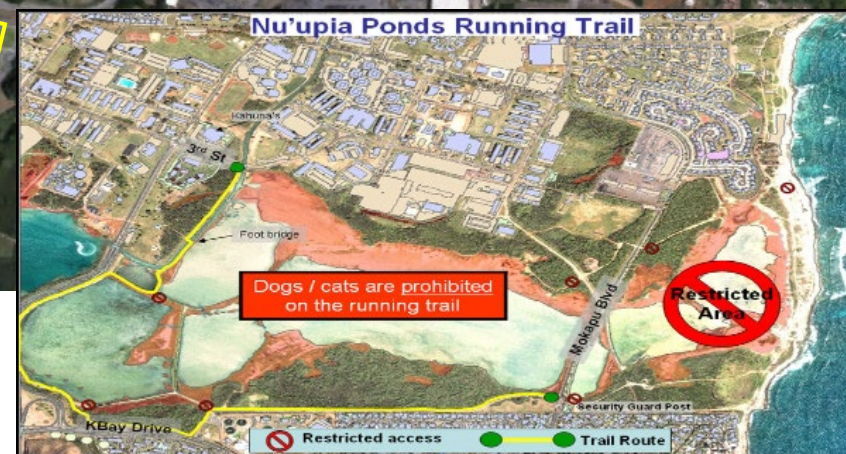 Nu'upia Ponds Running Trail
Kahuna's
3rd St
Foot bridge
Dogs / cats are prohibited
on the running trail
Restricted
Area
Mokapu Blvd
Security Guard Post
KBay Drive
Restricted access
Trail Route